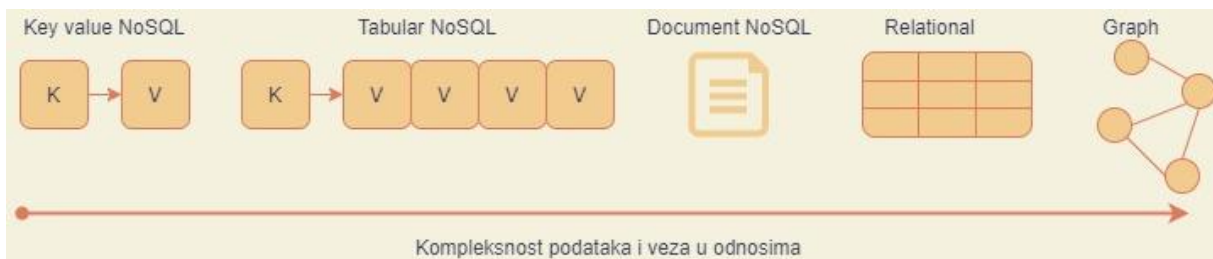 Key value NoSQL
Tabular NoSQL
Document NoSQL
Relational
Graph
K
V
K
V
V
V
V
Kompleksnost podataka i veza u odnosima